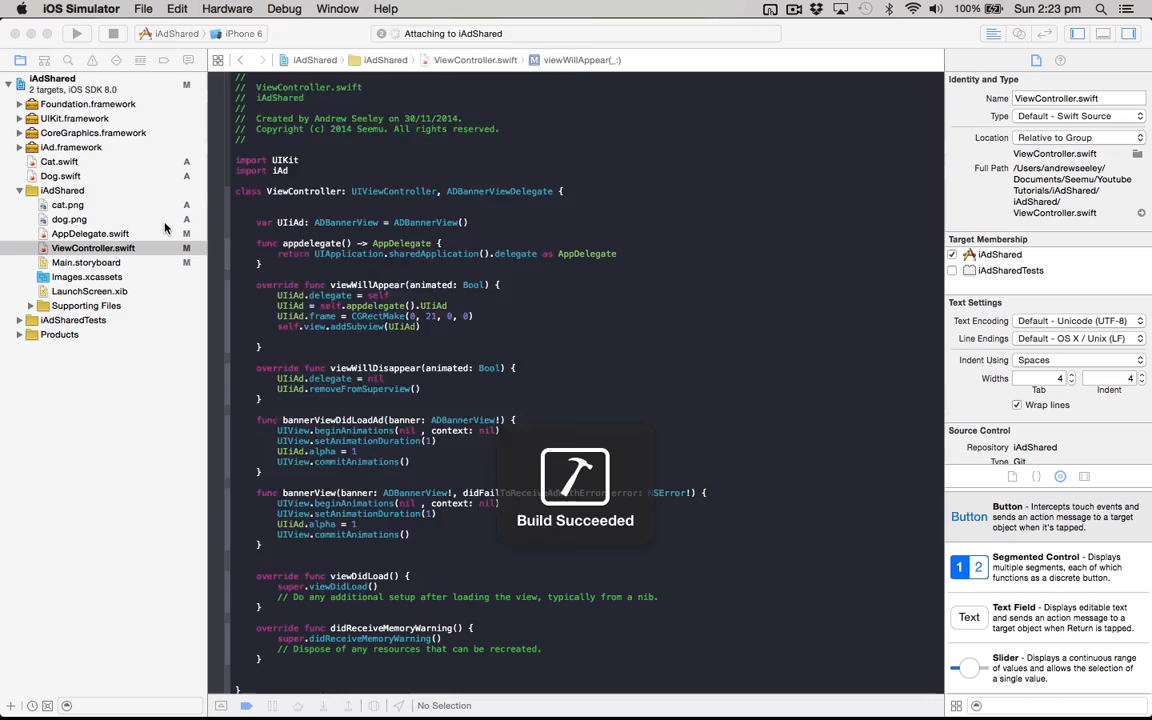 iOS Simulator File Edit Hardware Debug Window Help 100% Sun 2:23 pm
iAdShared iPhone 6 2 Attaching to iAdShared
iAdShared iAdShared ViewController.swift M viewWillAppear(_:)
iAdShared
2 targets, iOS SDK 8.0 M
Foundation.framework
UIKit.framework
CoreGraphics.framework
iAd.framework
Cat.swift A
Dog.swift A
iAdShared
cat.png A
dog.png A
AppDelegate.swift M
ViewController.swift M
Main.storyboard M
Images.xcassets
LaunchScreen.xib
Supporting Files
iAdSharedTests
Products
//
// ViewController.swift
// iAdShared
//
// Created by Andrew Seeley on 30/11/2014.
// Copyright (c) 2014 Seemu. All rights reserved.
//
import UIKit
import iAd
class ViewController: UIViewController, ADBannerViewDelegate {
var UIiAd: ADBannerView = ADBannerView()
func appdelegate() -> AppDelegate {
return UIApplication.sharedApplication().delegate as AppDelegate
}
override func viewWillAppear(animated: Bool) {
UIiAd.delegate = self
UIiAd = self.appdelegate().UIiAd
UIiAd.frame = CGRectMake(0, 21, 0, 0)
self.view.addSubview(UIiAd)
}
override func viewWillDisappear(animated: Bool) {
UIiAd.delegate = nil
UIiAd.removeFromSuperview()
}
func bannerViewDidLoadAd(banner: ADBannerView!) {
UIView.beginAnimations(nil , context: nil)
UIView.setAnimationDuration(1)
UIiAd.alpha = 1
UIView.commitAnimations()
}
func bannerView(banner: ADBannerView!, didFailToReceiveAdWithError error: NSError!) {
UIView.beginAnimations(nil , context: nil)
UIView.setAnimationDuration(1)
UIiAd.alpha = 1
UIView.commitAnimations()
}
override func viewDidLoad() {
super.viewDidLoad()
// Do any additional setup after loading the view, typically from a nib.
}
override func didReceiveMemoryWarning() {
super.didReceiveMemoryWarning()
// Dispose of any resources that can be recreated.
}
}
Build Succeeded
No Selection
Identity and Type
Name ViewController.swift
Type Default - Swift Source
Location Relative to Group
ViewController.swift
Full Path /Users/andrewseeley/
Documents/Seemu/Youtube
Tutorials/iAdShared/
iAdShared/
ViewController.swift
Target Membership
iAdShared
iAdSharedTests
Text Settings
Text Encoding Default - Unicode (UTF-8)
Line Endings Default - OS X / Unix (LF)
Indent Using Spaces
Widths 4 4
Tab Indent
Wrap lines
Source Control
Repository iAdShared
Type Git
Button Button - Intercepts touch events and
sends an action message to a target
object when it's tapped.
1 2 Segmented Control - Displays
multiple segments, each of which
functions as a discrete button.
Text Text Field - Displays editable text
and sends an action message to a
target object when Return is tapped.
Slider - Displays a continuous range
of values and allows the selection of
a single value.